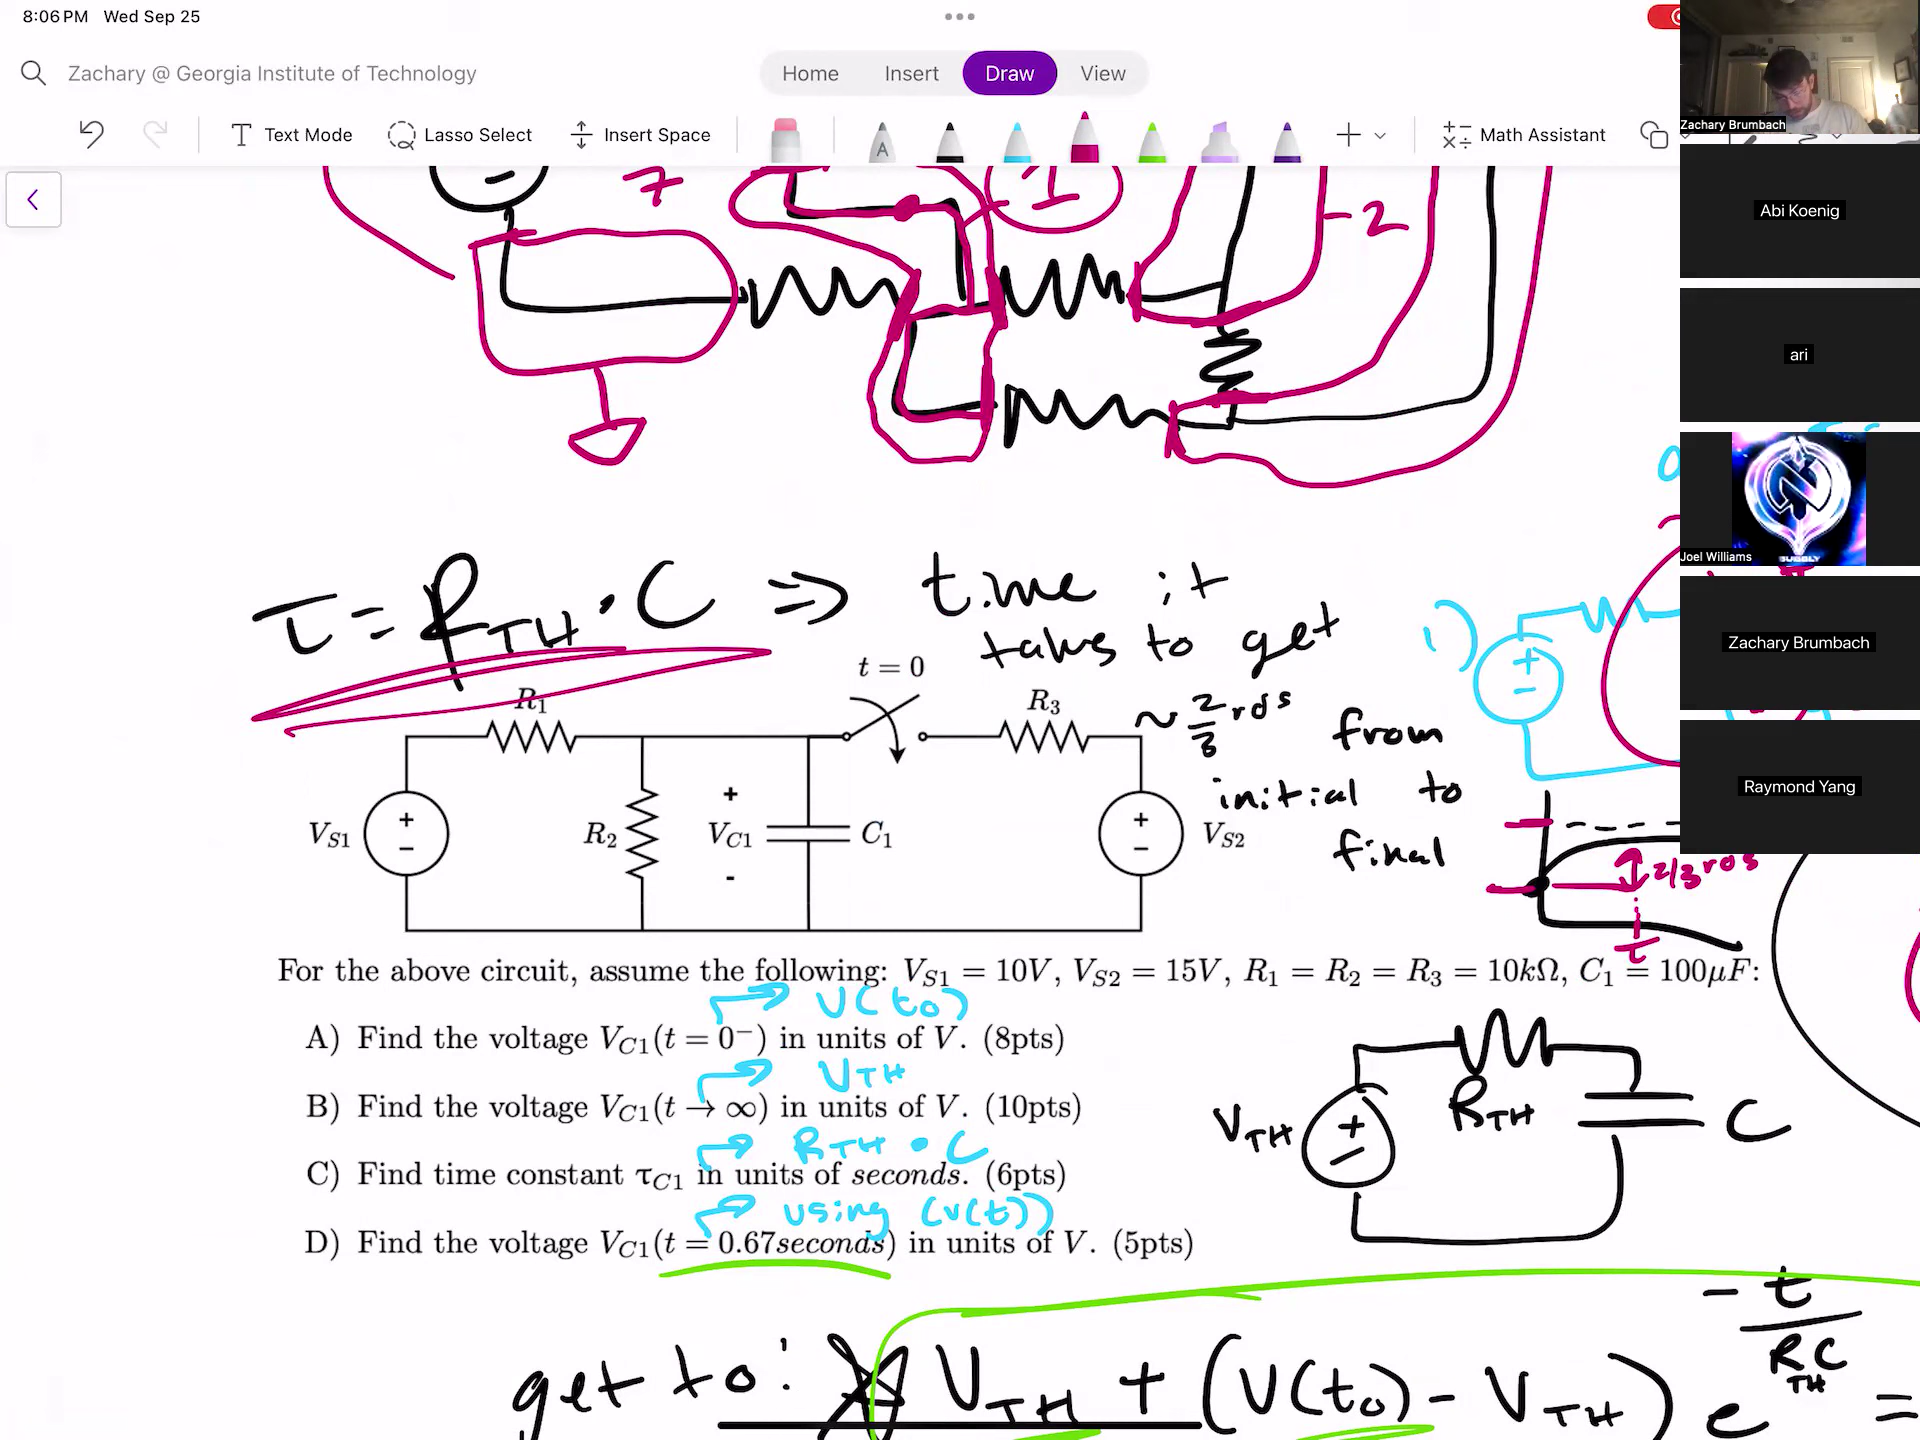 8:06 PM Wed Sep 25
Zachary @ Georgia Institute of Technology
Home Insert Draw View
Text Mode Lasso Select Insert Space A Math Assistant
Zachary Brumbach
Abi Koenig
ari
Joel Williams
Zachary Brumbach
Raymond Yang
7 1 -2
τ = R_TH · C ⇒ time it
takes to get
~ 2/3 rds from
initial to
final
1)
2/3 rds
τ
t = 0
R1 R3
VS1 + - R2 + VC1 - C1 + - VS2
For the above circuit, assume the following: VS1 = 10V, VS2 = 15V, R1 = R2 = R3 = 10kΩ, C1 = 100µF:
V(t₀)
A) Find the voltage VC1(t = 0⁻) in units of V. (8pts)
VTH
B) Find the voltage VC1(t → ∞) in units of V. (10pts)
RTH · C
C) Find time constant τC1 in units of seconds. (6pts)
using (v(t))
D) Find the voltage VC1(t = 0.67seconds) in units of V. (5pts)
VTH + - RTH C
get to: VTH + (V(t₀) - VTH) e^(-t/(RTH C)) =